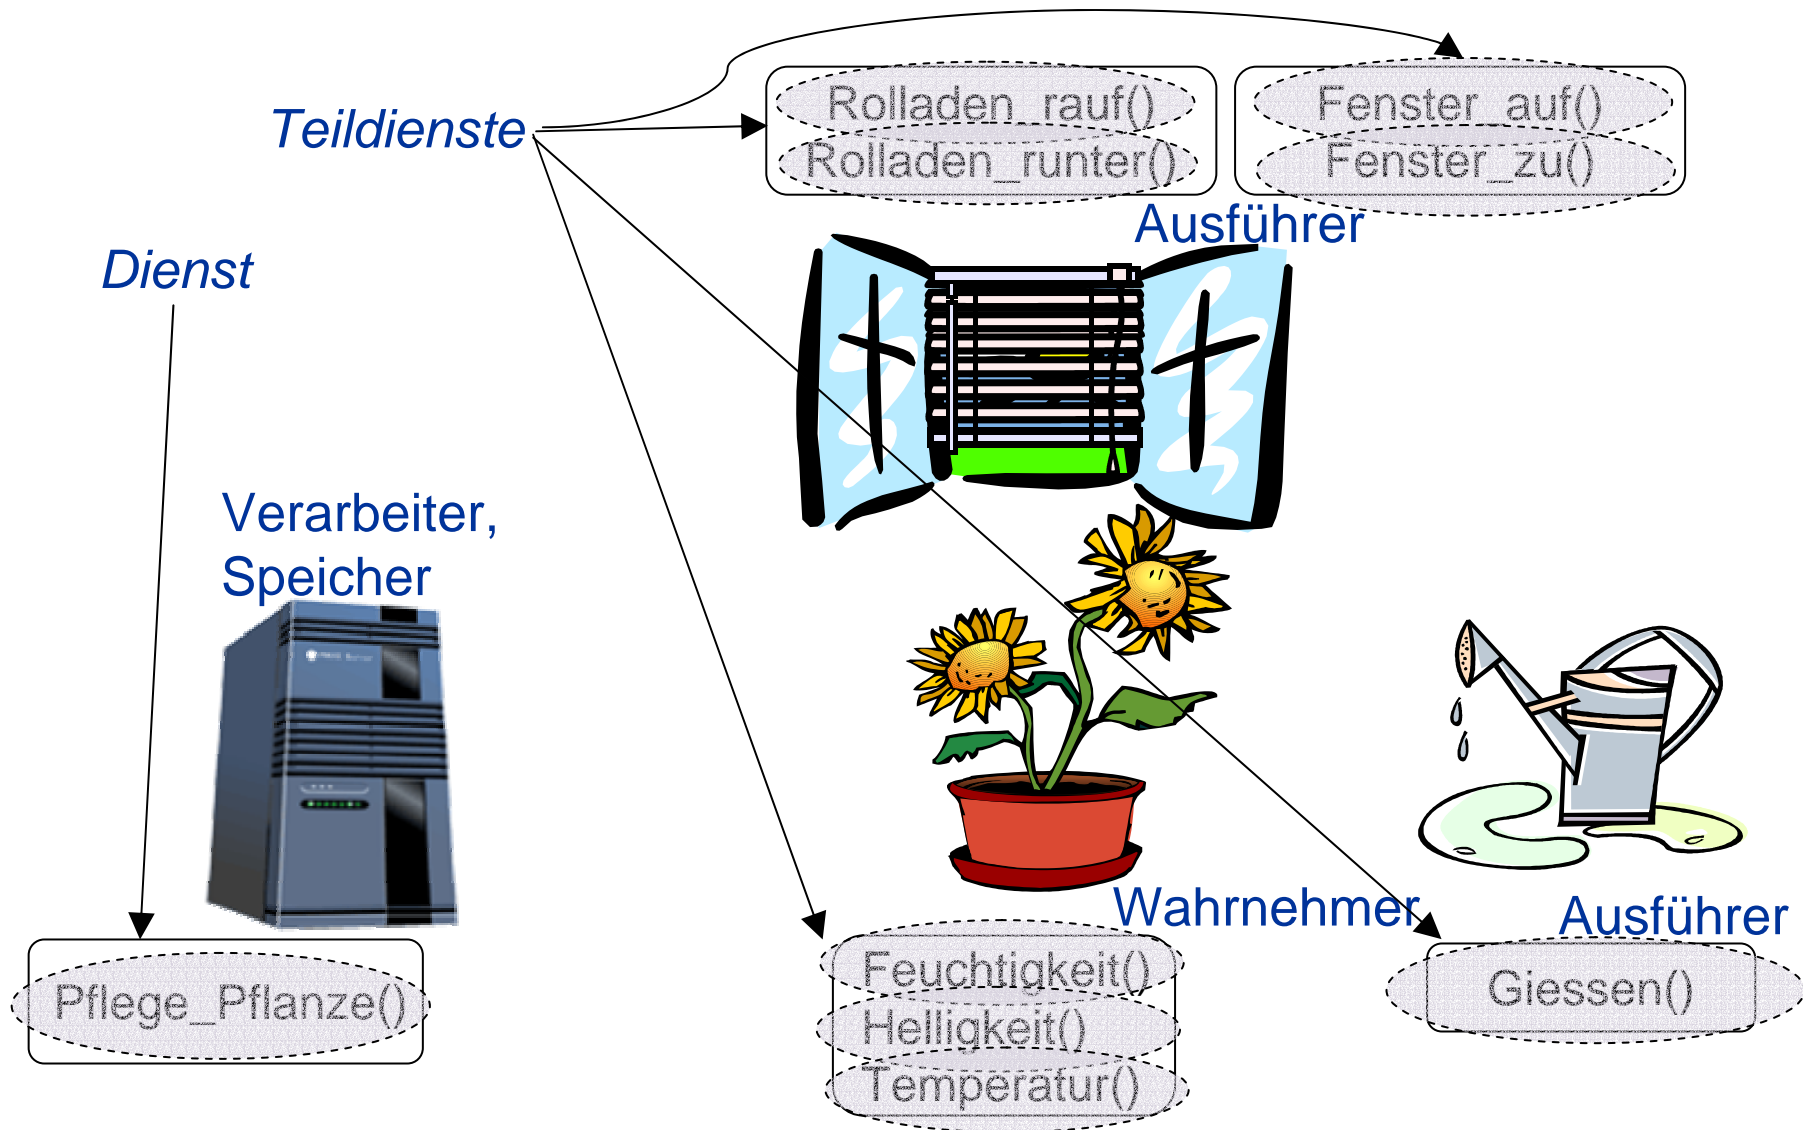 Teildienste
Rolladen_rauf()
Rolladen_runter()
Fenster_auf()
Fenster_zu()
Ausführer
Dienst
Verarbeiter,
Speicher
Wahrnehmer
Ausführer
Pflege_Pflanze()
Feuchtigkeit()
Helligkeit()
Temperatur()
Giessen()